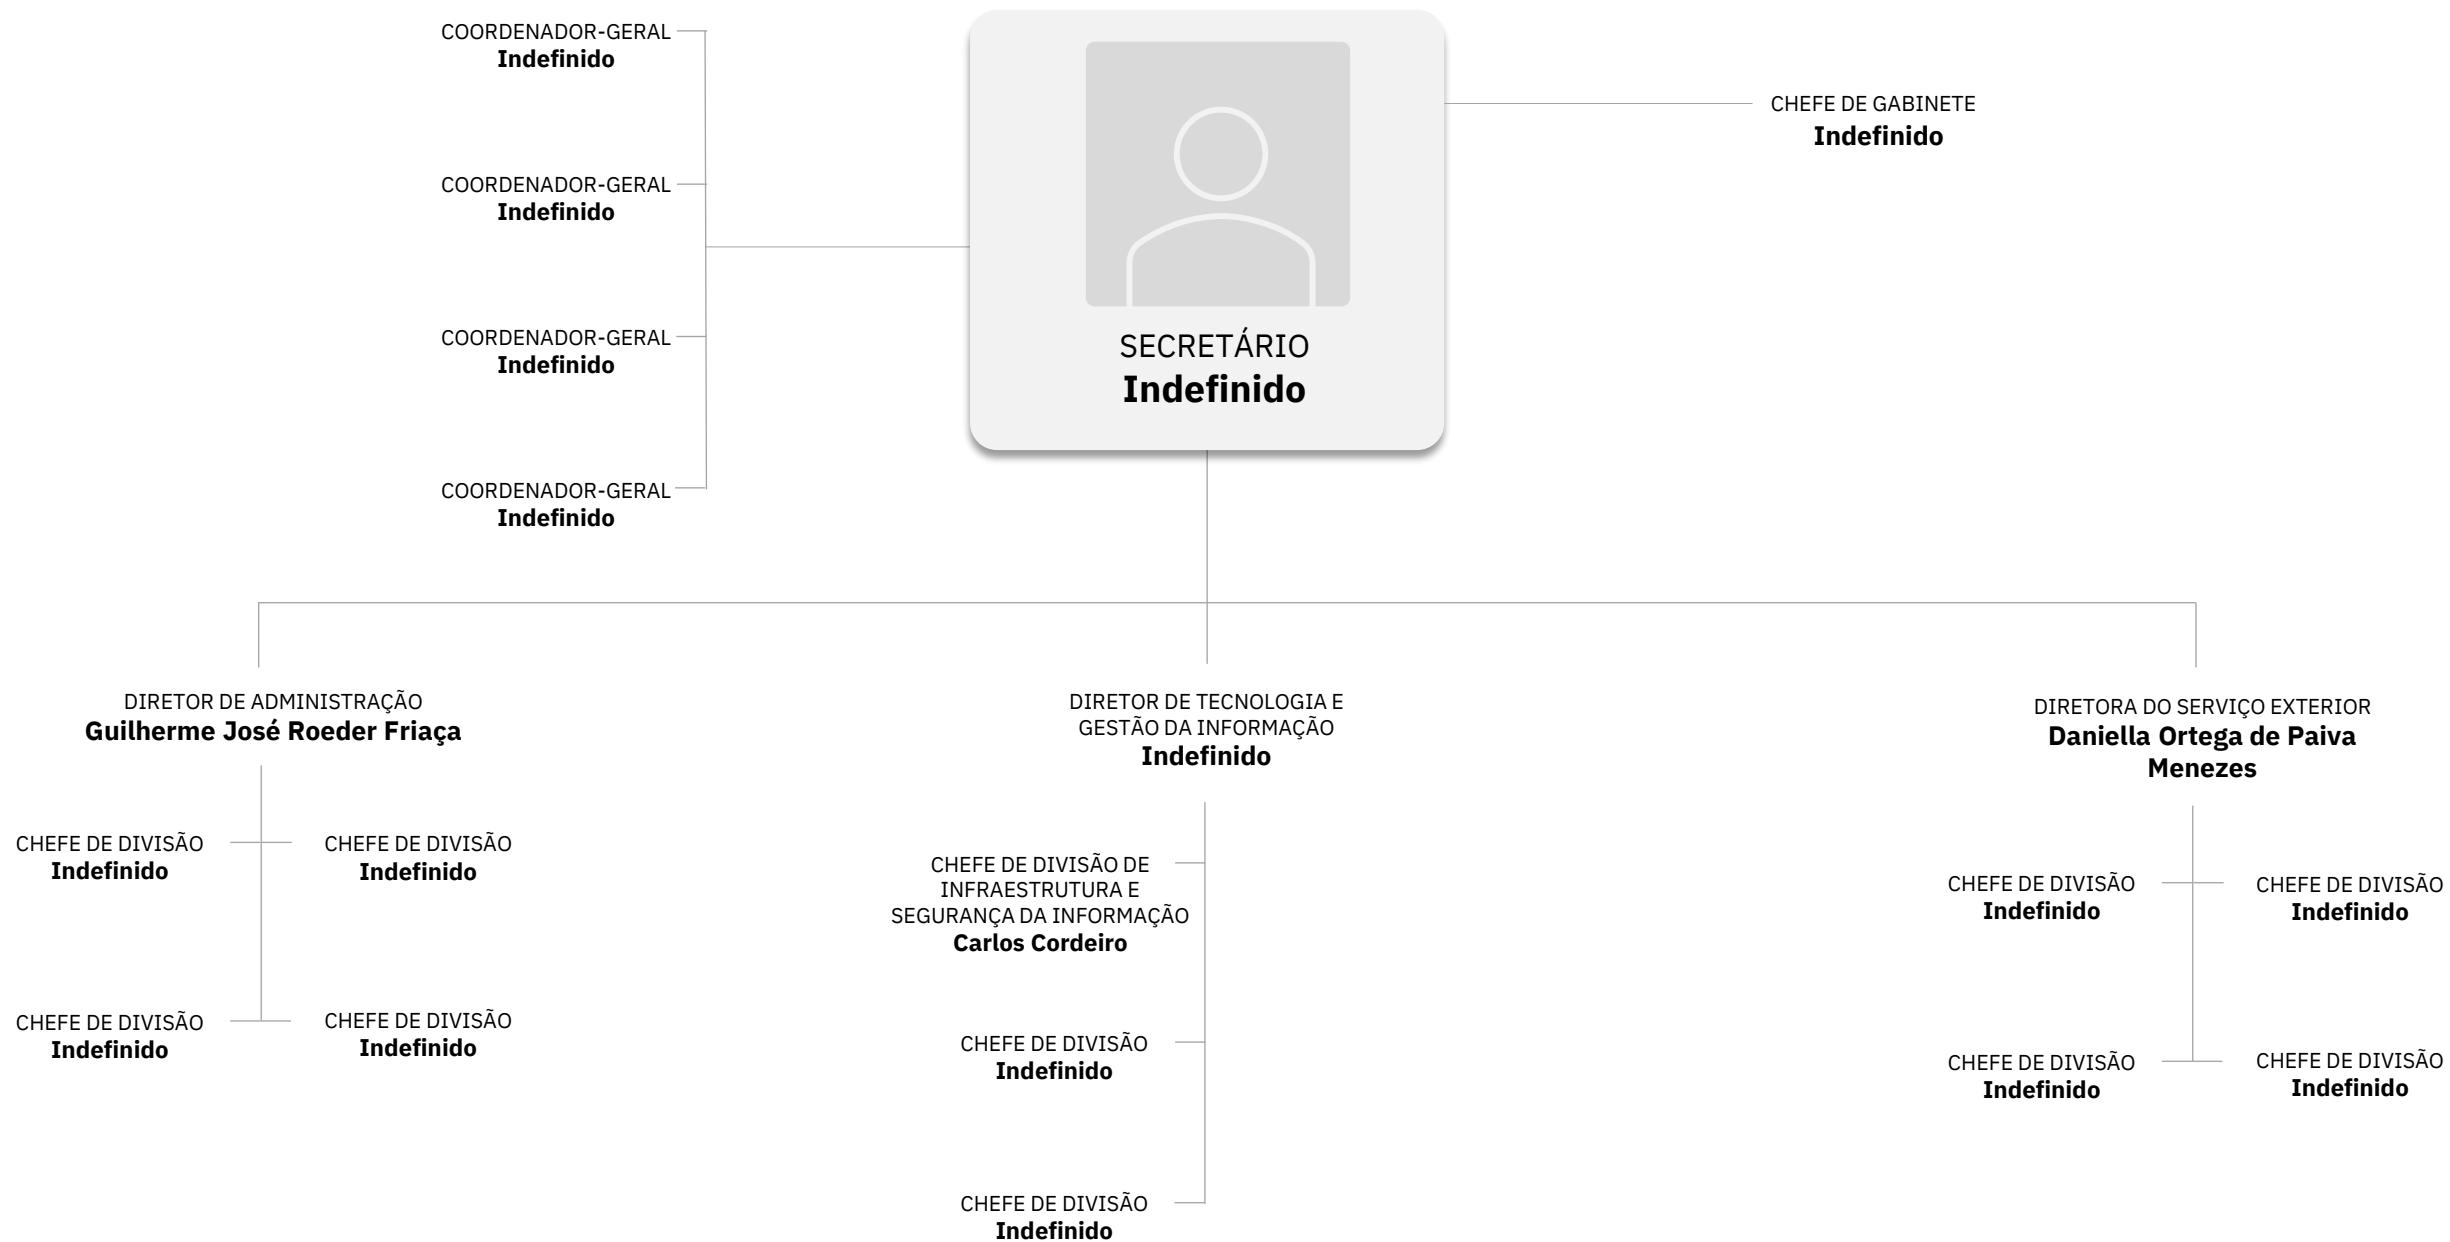 COORDENADOR-GERAL
Indefinido
COORDENADOR-GERAL
Indefinido
COORDENADOR-GERAL
Indefinido
COORDENADOR-GERAL
Indefinido
SECRETÁRIO
Indefinido
CHEFE DE GABINETE
Indefinido
DIRETOR DE ADMINISTRAÇÃO
Guilherme José Roeder Friaça
CHEFE DE DIVISÃO
Indefinido
CHEFE DE DIVISÃO
Indefinido
CHEFE DE DIVISÃO
Indefinido
CHEFE DE DIVISÃO
Indefinido
DIRETOR DE TECNOLOGIA E
GESTÃO DA INFORMAÇÃO
Indefinido
CHEFE DE DIVISÃO DE
INFRAESTRUTURA E
SEGURANÇA DA INFORMAÇÃO
Carlos Cordeiro
CHEFE DE DIVISÃO
Indefinido
CHEFE DE DIVISÃO
Indefinido
DIRETORA DO SERVIÇO EXTERIOR
Daniella Ortega de Paiva
Menezes
CHEFE DE DIVISÃO
Indefinido
CHEFE DE DIVISÃO
Indefinido
CHEFE DE DIVISÃO
Indefinido
CHEFE DE DIVISÃO
Indefinido